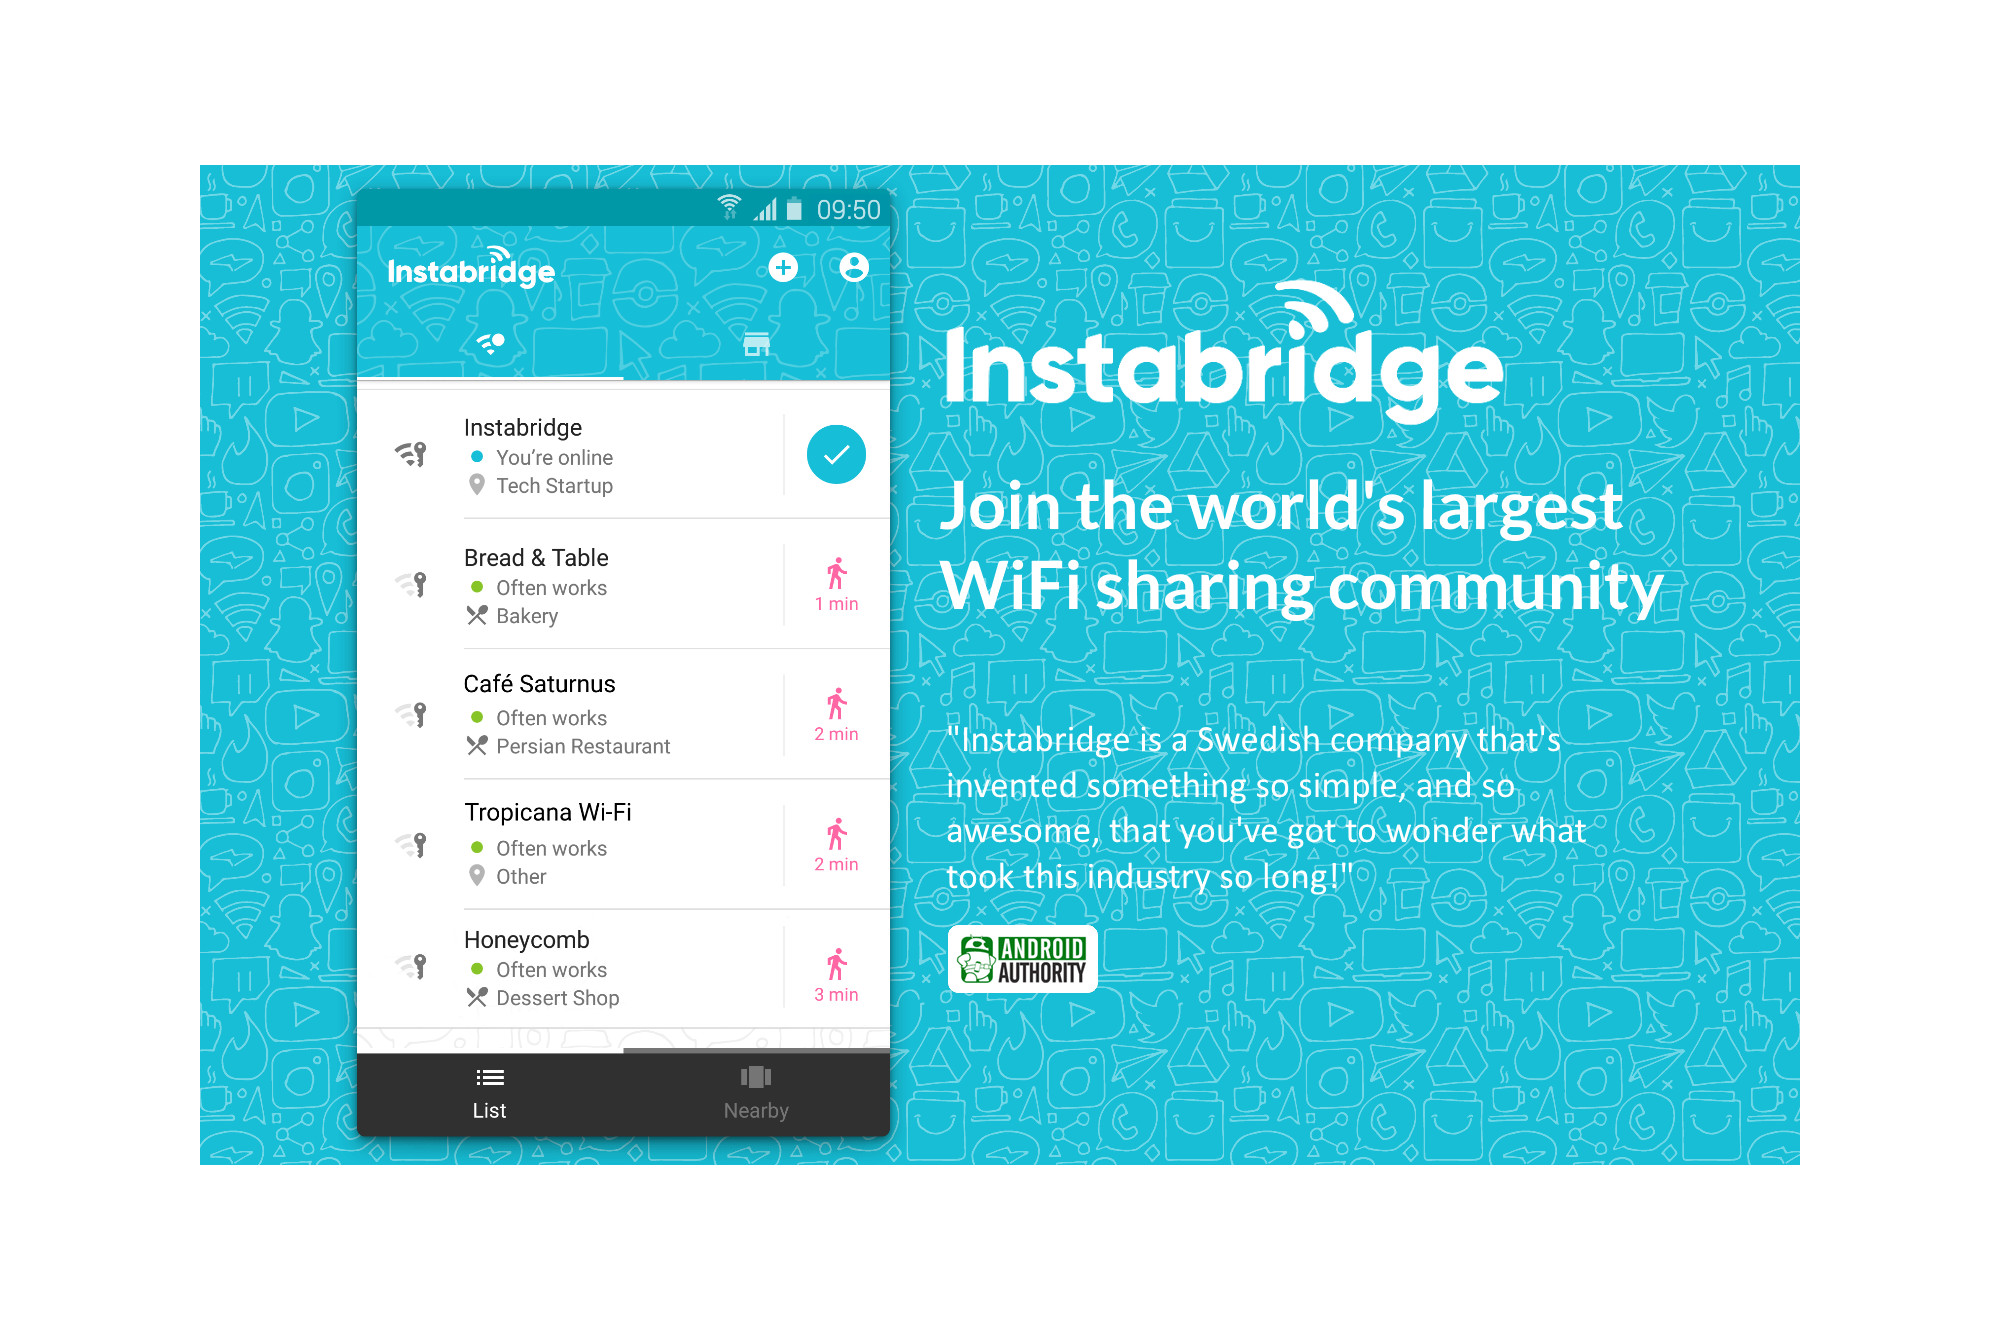 09:50
Instabridge
Instabridge
You’re online
Tech Startup
Bread & Table
Often works
Bakery
1 min
Café Saturnus
Often works
Persian Restaurant
2 min
Tropicana Wi-Fi
Often works
Other
2 min
Honeycomb
Often works
Dessert Shop
3 min
List
Nearby
Instabridge
Join the world's largest
WiFi sharing community
"Instabridge is a Swedish company that's
invented something so simple, and so
awesome, that you've got to wonder what
took this industry so long!"
ANDROID
AUTHORITY